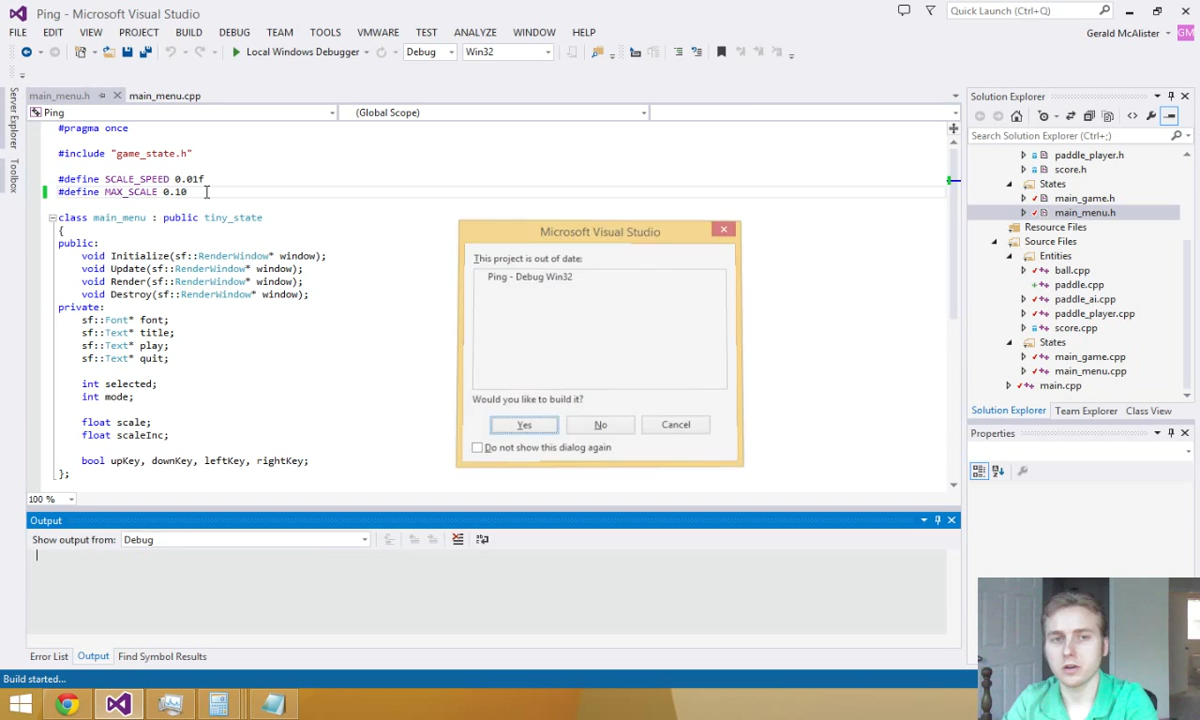 Ping - Microsoft Visual Studio
Quick Launch (Ctrl+Q)
FILE EDIT VIEW PROJECT BUILD DEBUG TEAM TOOLS VMWARE TEST ANALYZE WINDOW HELP
Gerald McAlister
GM
Local Windows Debugger
Debug
Win32
Server Explorer
Toolbox
main_menu.h
main_menu.cpp
Ping
(Global Scope)
#pragma once
#include "game_state.h"
#define SCALE_SPEED 0.01f
#define MAX_SCALE 0.10
class main_menu : public tiny_state
{
public:
void Initialize(sf::RenderWindow* window);
void Update(sf::RenderWindow* window);
void Render(sf::RenderWindow* window);
void Destroy(sf::RenderWindow* window);
private:
sf::Font* font;
sf::Text* title;
sf::Text* play;
sf::Text* quit;
int selected;
int mode;
float scale;
float scaleInc;
bool upKey, downKey, leftKey, rightKey;
};
100 %
Microsoft Visual Studio
This project is out of date:
Ping - Debug Win32
Would you like to build it?
Yes
No
Cancel
Do not show this dialog again
Solution Explorer
Search Solution Explorer (Ctrl+;)
paddle_player.h
score.h
States
main_game.h
main_menu.h
Resource Files
Source Files
Entities
ball.cpp
paddle.cpp
paddle_ai.cpp
paddle_player.cpp
score.cpp
States
main_game.cpp
main_menu.cpp
main.cpp
Solution Explorer
Team Explorer
Class View
Properties
Output
Show output from:
Debug
Error List
Output
Find Symbol Results
Build started...